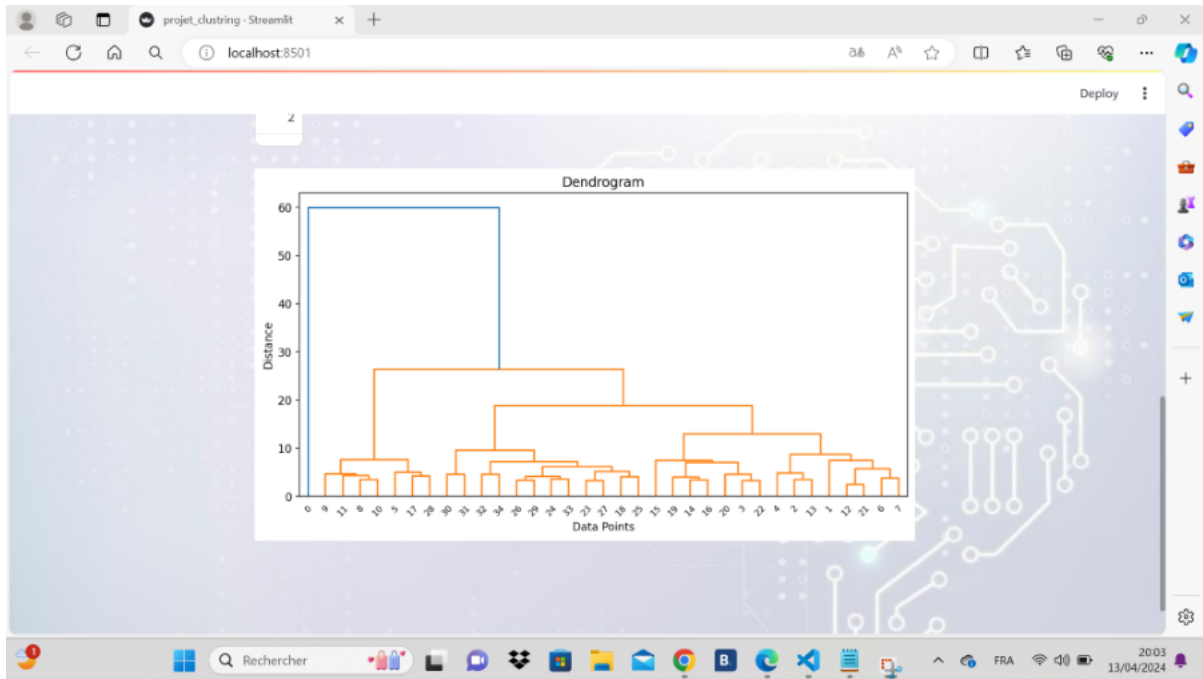 projet_clustring · Streamlit
localhost:8501
Deploy
2
Dendrogram
60
50
40
30
20
10
0
Distance
0 9 11 8 10 5 17 28 30 31 32 34 26 29 24 33 23 27 18 25 15 19 14 16 20 3 22 4 2 13 1 12 21 6 7
Data Points
1
Rechercher
B.
FRA
20:03
13/04/2024